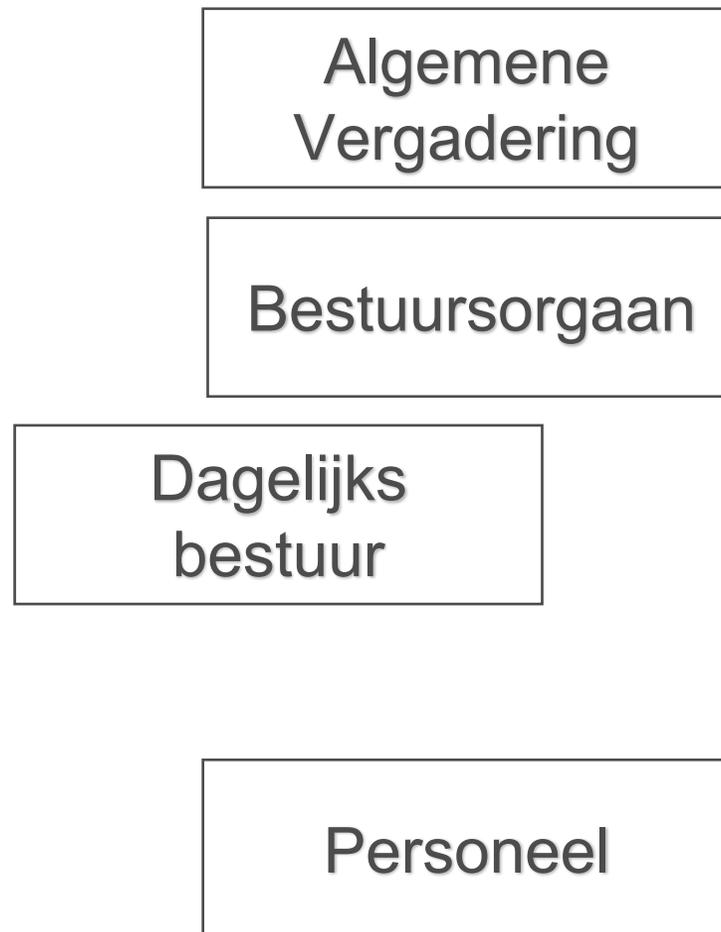 Algemene
Vergadering
Bestuursorgaan
Dagelijks
bestuur
Personeel